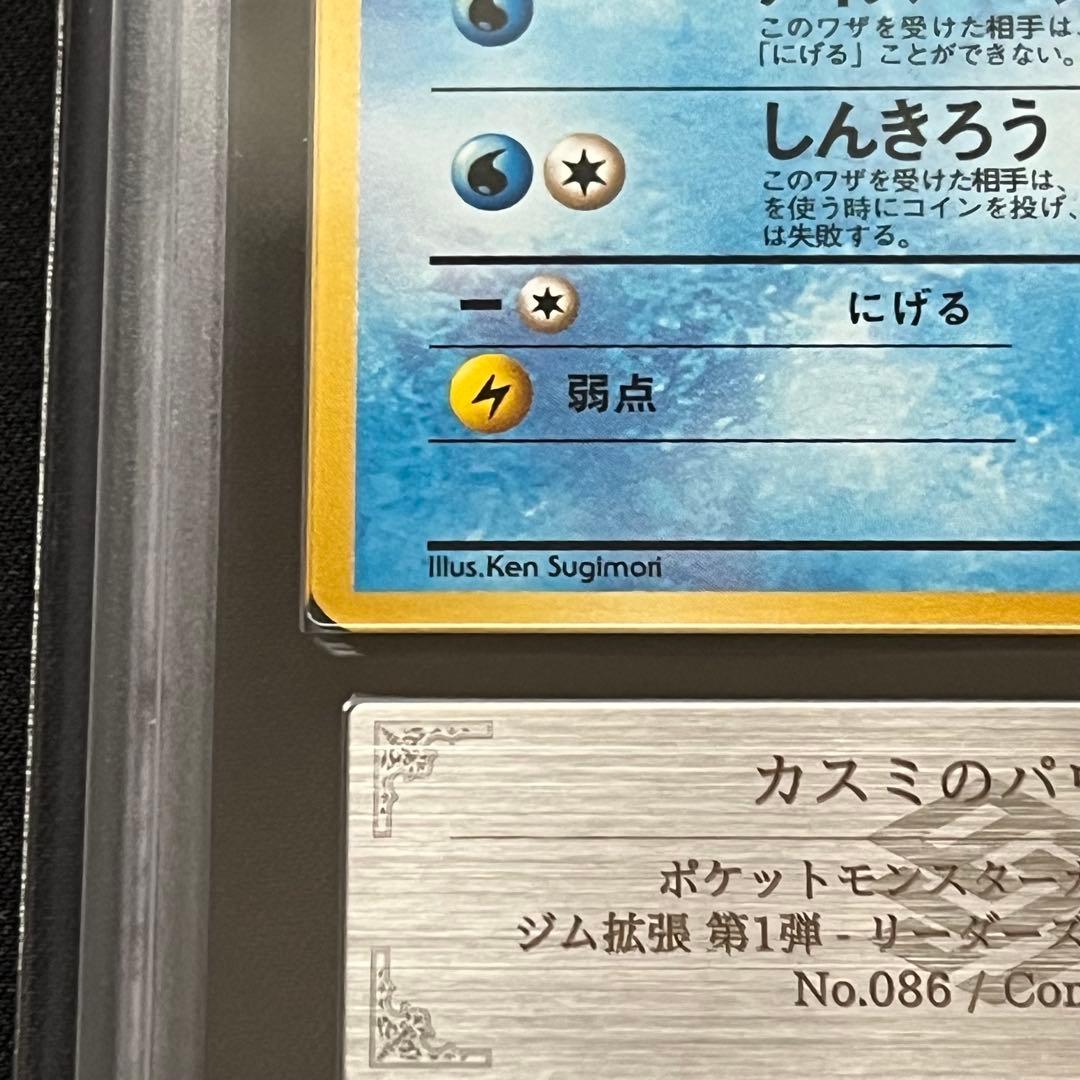 このワザを受けた相手は、
「にげる」ことができない。
しんきろう
このワザを受けた相手は、
を使う時にコインを投げ、
は失敗する。
にげる
弱点
Illus.Ken Sugimori
カスミのパ
ポケットモンスター
ジム拡張 第1弾 - リーダーズ
No.086 / Com